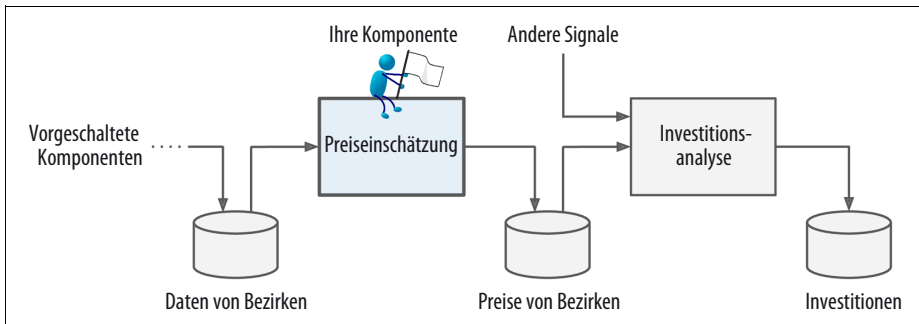 Ihre Komponente
Andere Signale
Vorgeschaltete
Komponenten
Preiseinschätzung
Investitions-
analyse
Daten von Bezirken
Preise von Bezirken
Investitionen